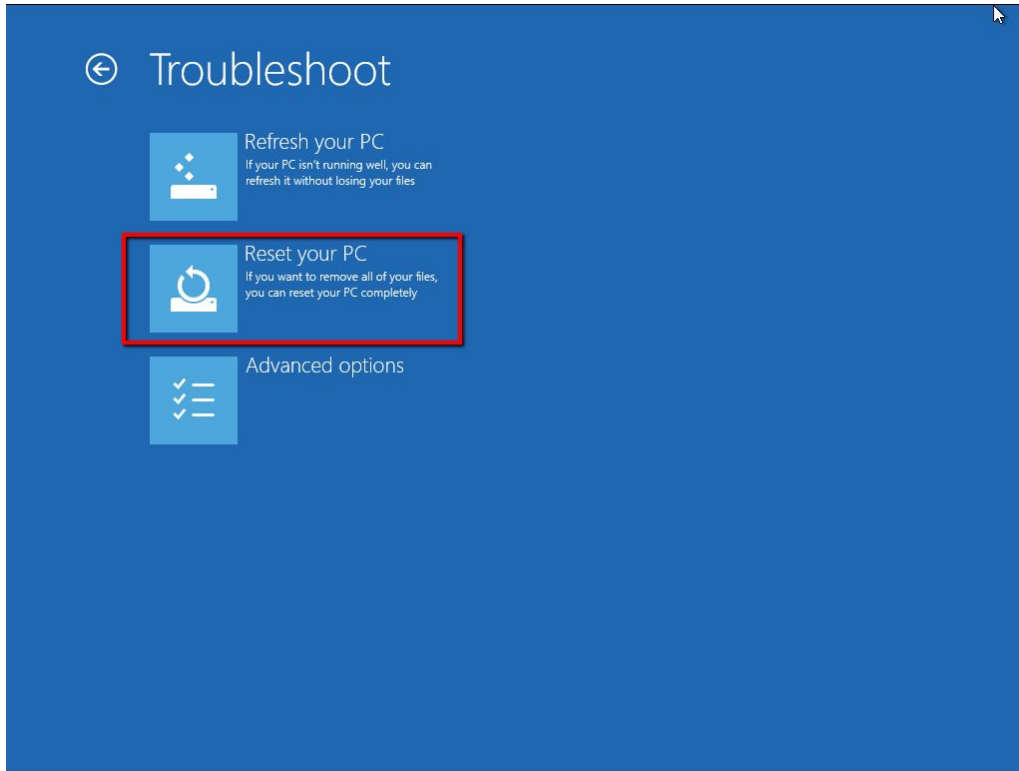 Troubleshoot
Refresh your PC
If your PC isn't running well, you can
refresh it without losing your files
Reset your PC
If you want to remove all of your files,
you can reset your PC completely
Advanced options